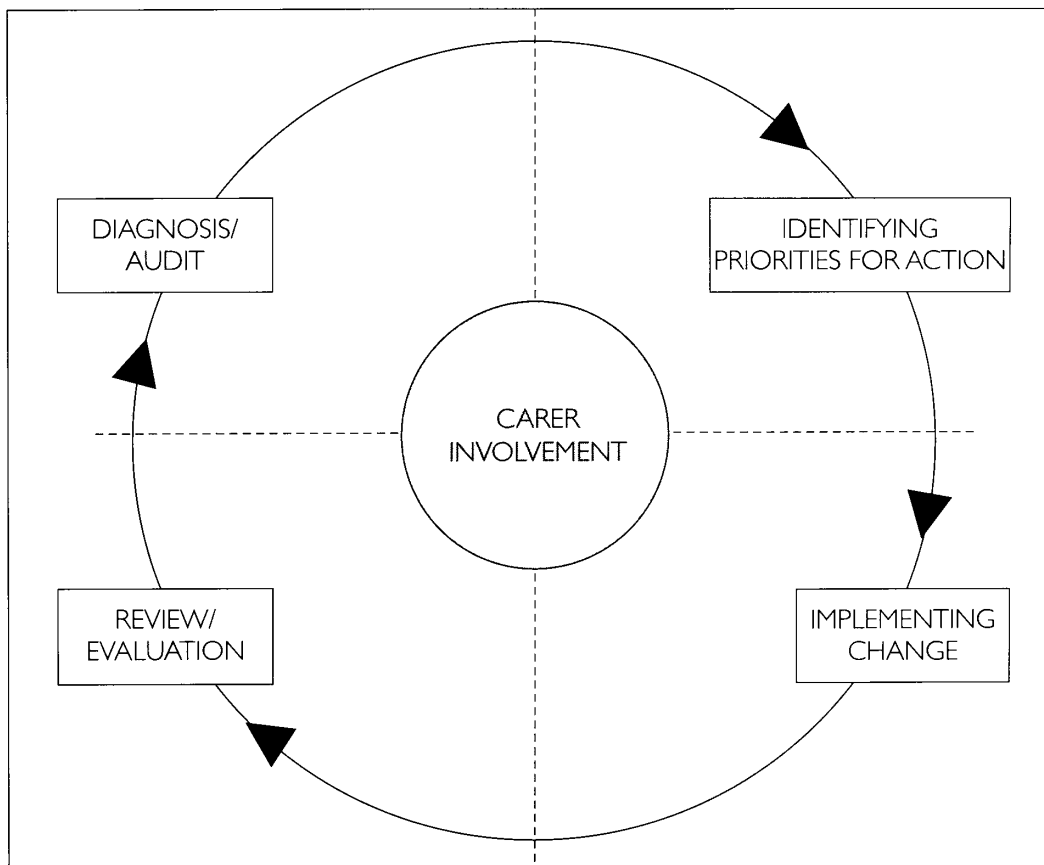 DIAGNOSIS/
AUDIT
IDENTIFYING
PRIORITIES FOR ACTION
CARER
INVOLVEMENT
REVIEW/
EVALUATION
IMPLEMENTING
CHANGE